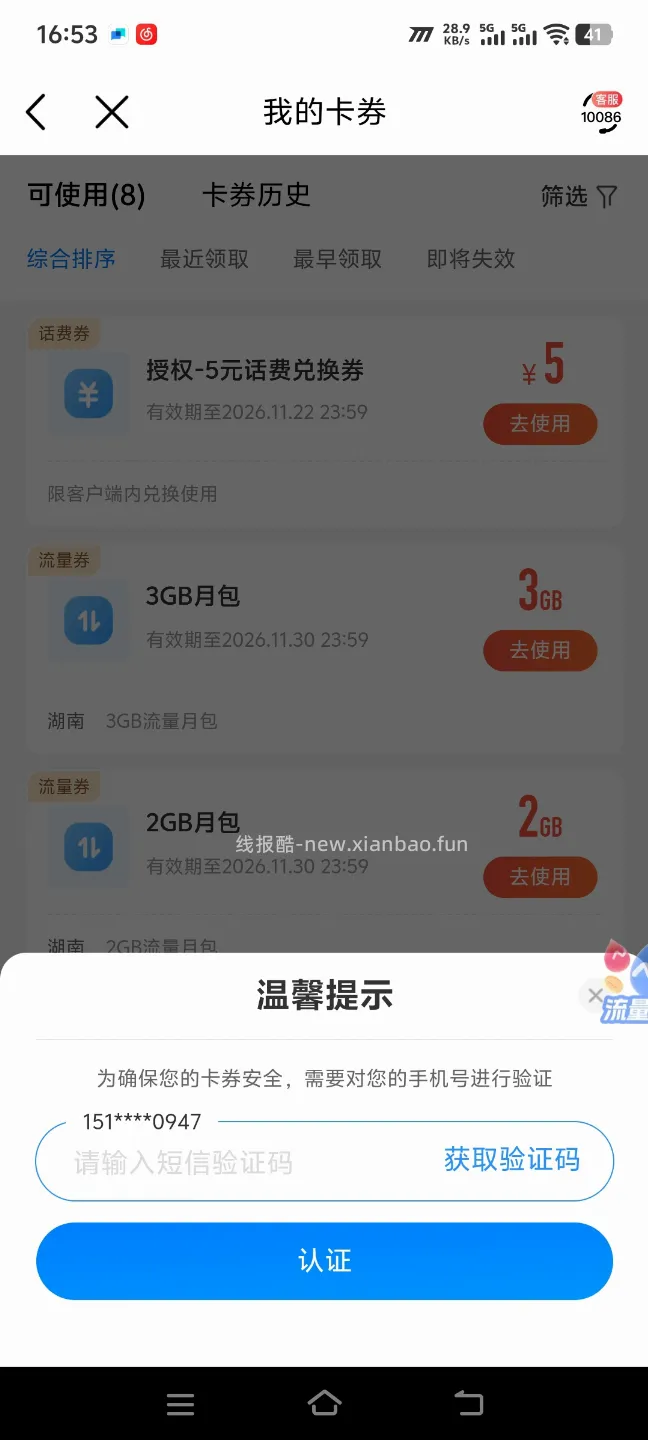 16:53
28.9 KB/s 5G 5G 41
我的卡券
客服
10086
可使用(8) 卡券历史 筛选
综合排序 最近领取 最早领取 即将失效
话费券
授权-5元话费兑换券
¥5
有效期至2026.11.22 23:59
去使用
限客户端内兑换使用
流量券
3GB月包
3GB
有效期至2026.11.30 23:59
去使用
湖南 3GB流量月包
流量券
2GB月包
2GB
线报酷-new.xianbao.fun
有效期至2026.11.30 23:59
去使用
湖南 2GB流量月包
温馨提示
流量
为确保您的卡券安全，需要对您的手机号进行验证
151****0947
请输入短信验证码 获取验证码
认证